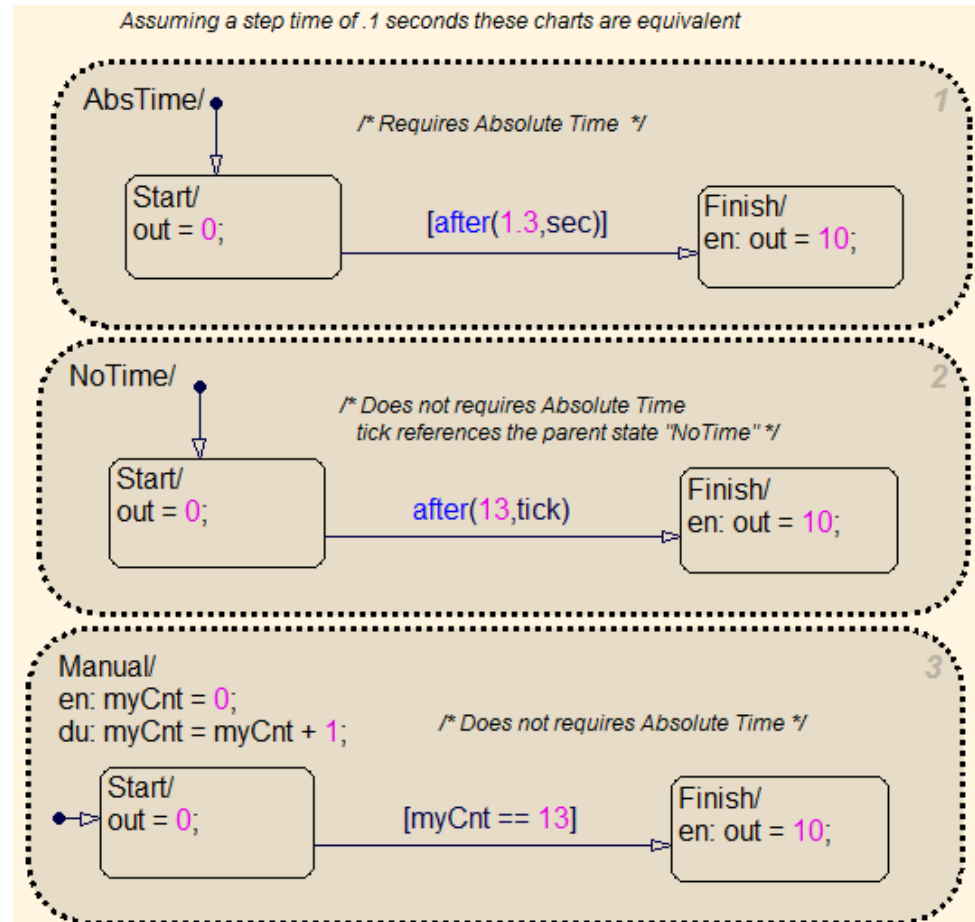 Assuming a step time of .1 seconds these charts are equivalent
AbsTime/
1
/* Requires Absolute Time */
Start/
out = 0;
[after(1.3,sec)]
Finish/
en: out = 10;
NoTime/
2
/* Does not requires Absolute Time
tick references the parent state "NoTime" */
Start/
out = 0;
after(13,tick)
Finish/
en: out = 10;
Manual/
3
en: myCnt = 0;
du: myCnt = myCnt + 1;
/* Does not requires Absolute Time */
Start/
out = 0;
[myCnt == 13]
Finish/
en: out = 10;